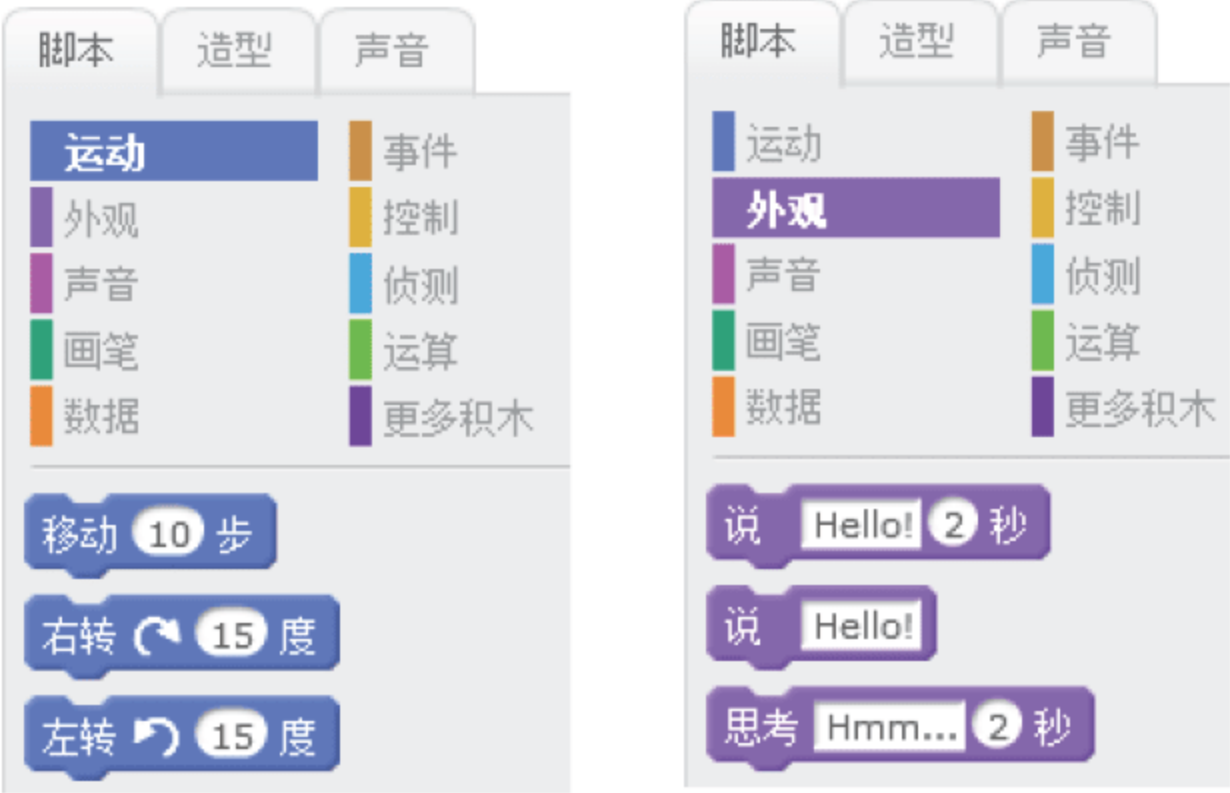 脚本 造型 声音
运动 事件
外观 控制
声音 侦测
画笔 运算
数据 更多积木
移动 10 步
右转 15 度
左转 15 度
脚本 造型 声音
运动 事件
外观 控制
声音 侦测
画笔 运算
数据 更多积木
说 Hello! 2 秒
说 Hello!
思考 Hmm... 2 秒